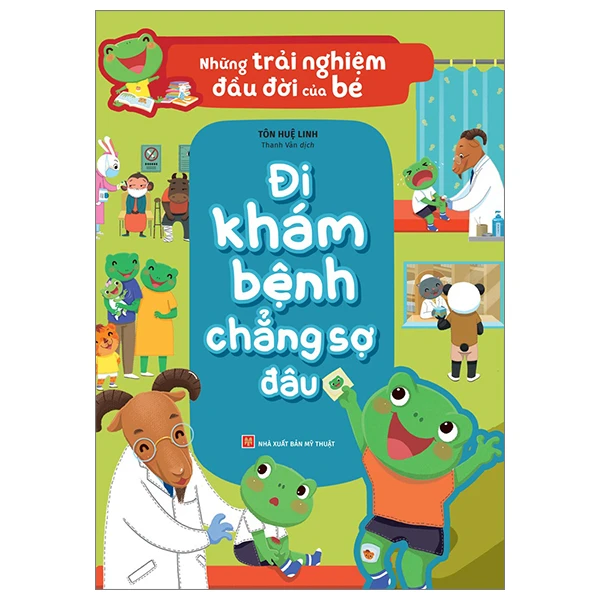 Những trải nghiệm
đầu đời của bé
TÔN HUỆ LINH
Thanh Vân dịch
Đi
khám
bệnh
chẳng sợ
đâu
NHÀ XUẤT BẢN MỸ THUẬT